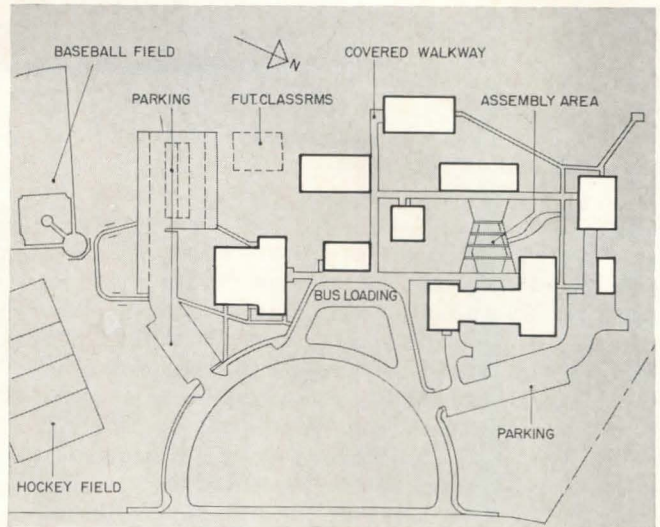 BASEBALL FIELD
N
COVERED WALKWAY
PARKING
FUT. CLASSRMS
ASSEMBLY AREA
BUS LOADING
PARKING
HOCKEY FIELD